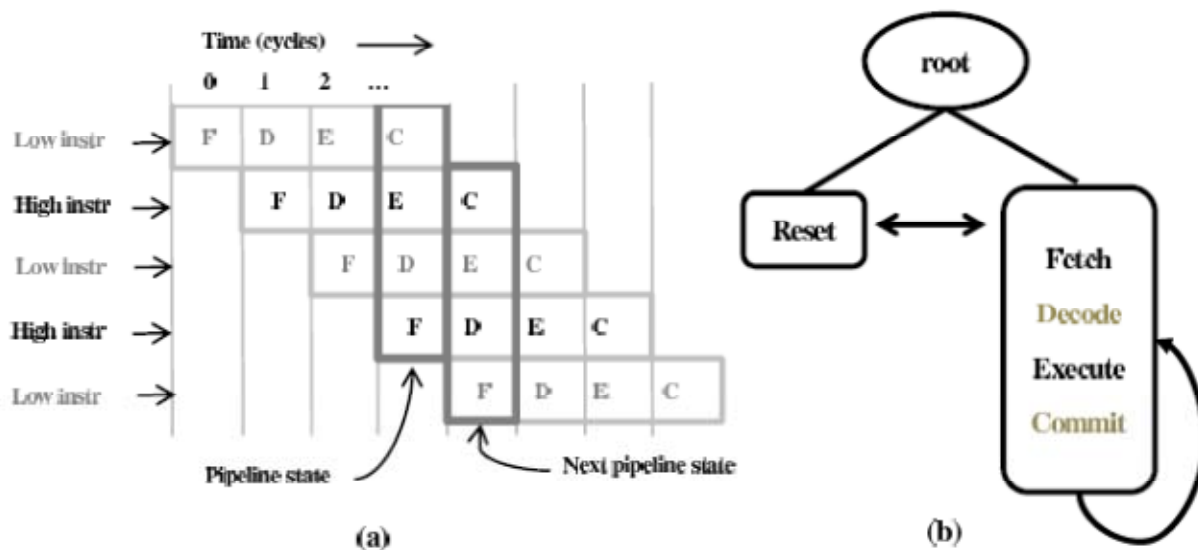 Time (cycles)
0 1 2 ...
Low instr F D E C
High instr F D E C
Low instr F D E C
High instr F D E C
Low instr F D E C
Pipeline state
Next pipeline state
(a)
root
Reset
Fetch
Decode
Execute
Commit
(b)